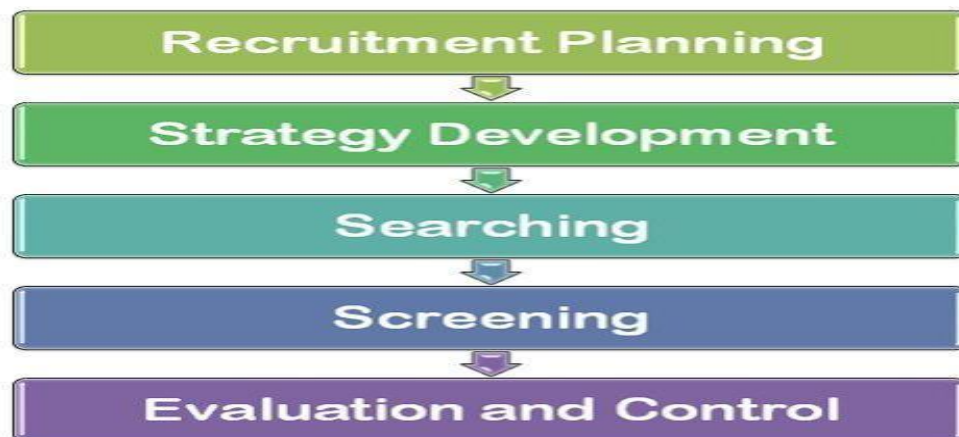 Recruitment Planning
Strategy Development
Searching
Screening
Evaluation and Control